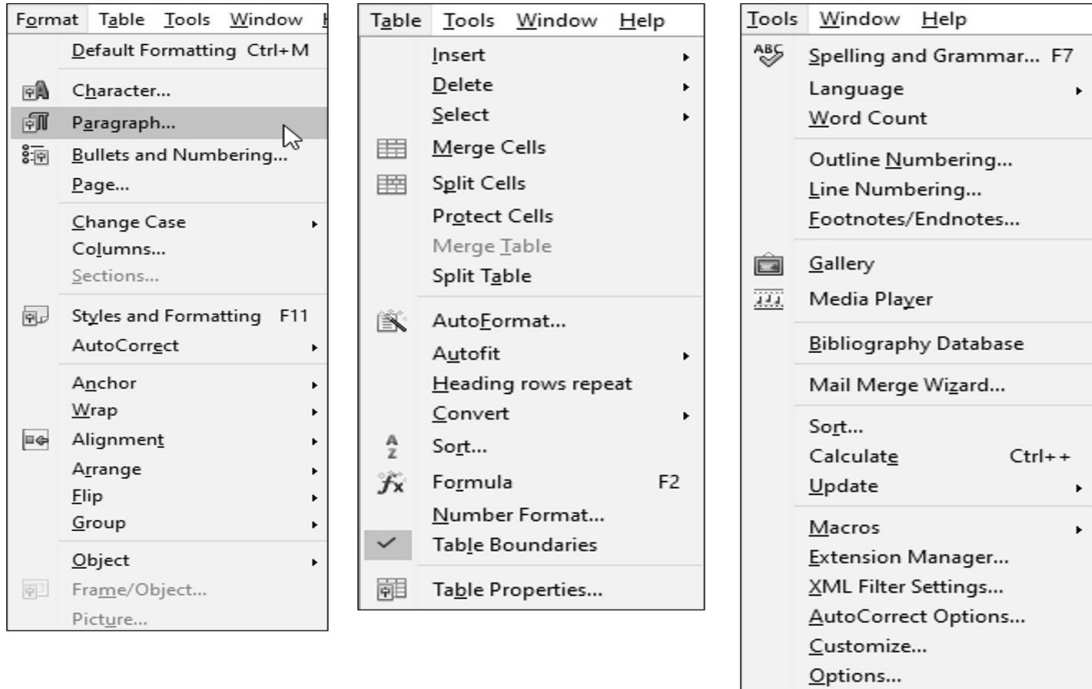 Format Table Tools Window
Default Formatting Ctrl+M
Character...
Paragraph...
Bullets and Numbering...
Page...
Change Case
Columns...
Sections...
Styles and Formatting F11
AutoCorrect
Anchor
Wrap
Alignment
Arrange
Flip
Group
Object
Frame/Object...
Picture...
Table Tools Window Help
Insert
Delete
Select
Merge Cells
Split Cells
Protect Cells
Merge Table
Split Table
AutoFormat...
Autofit
Heading rows repeat
Convert
Sort...
Formula F2
Number Format...
Table Boundaries
Table Properties...
Tools Window Help
Spelling and Grammar... F7
Language
Word Count
Outline Numbering...
Line Numbering...
Footnotes/Endnotes...
Gallery
Media Player
Bibliography Database
Mail Merge Wizard...
Sort...
Calculate Ctrl++
Update
Macros
Extension Manager...
XML Filter Settings...
AutoCorrect Options...
Customize...
Options...